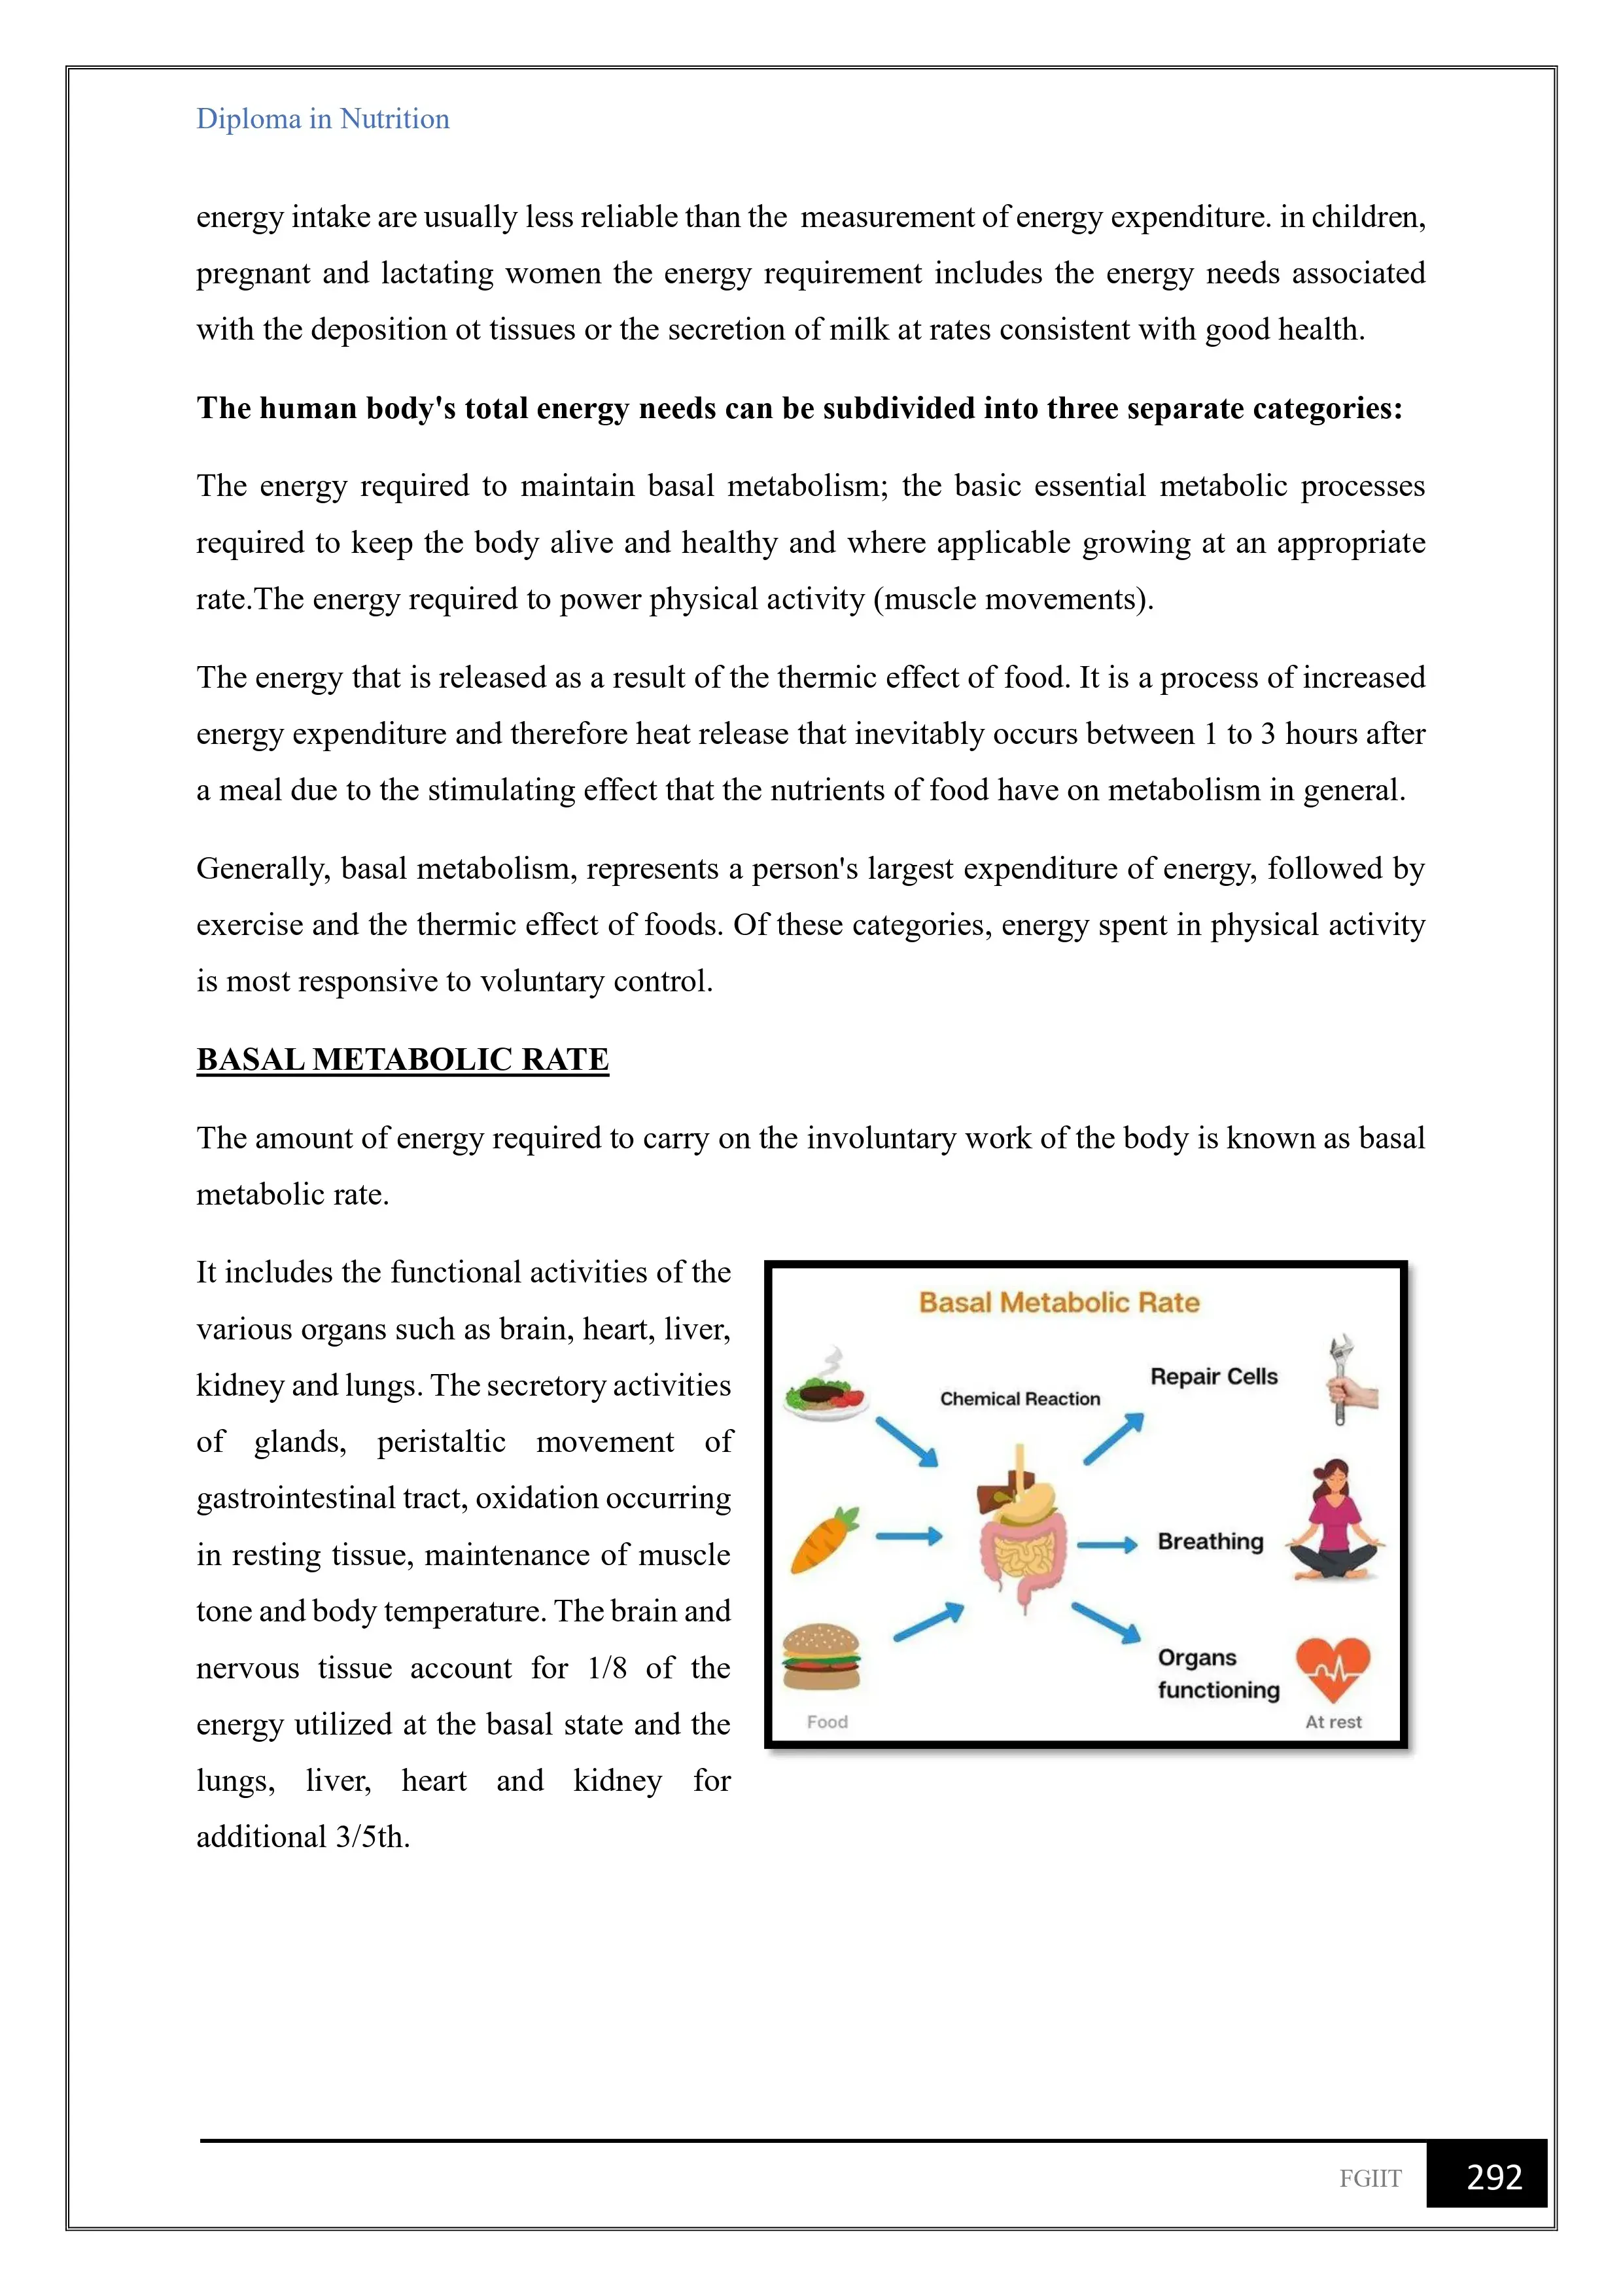 Diploma in Nutrition
energy intake are usually less reliable than the measurement of energy expenditure. in children,
pregnant and lactating women the energy requirement includes the energy needs associated
with the deposition ot tissues or the secretion of milk at rates consistent with good health.
The human body's total energy needs can be subdivided into three separate categories:
The energy required to maintain basal metabolism; the basic essential metabolic processes
required to keep the body alive and healthy and where applicable growing at an appropriate
rate.The energy required to power physical activity (muscle movements).
The energy that is released as a result of the thermic effect of food. It is a process of increased
energy expenditure and therefore heat release that inevitably occurs between 1 to 3 hours after
a meal due to the stimulating effect that the nutrients of food have on metabolism in general.
Generally, basal metabolism, represents a person's largest expenditure of energy, followed by
exercise and the thermic effect of foods. Of these categories, energy spent in physical activity
is most responsive to voluntary control.
BASAL METABOLIC RATE
The amount of energy required to carry on the involuntary work of the body is known as basal
metabolic rate.
It includes the functional activities of the
various organs such as brain, heart, liver,
kidney and lungs. The secretory activities
of glands, peristaltic movement of
gastrointestinal tract, oxidation occurring
in resting tissue, maintenance of muscle
tone and body temperature. The brain and
nervous tissue account for 1/8 of the
energy utilized at the basal state and the
lungs, liver, heart and kidney for
additional 3/5th.
Basal Metabolic Rate
Chemical Reaction
Repair Cells
Breathing
Organs
functioning
Food
At rest
FGIIT
292